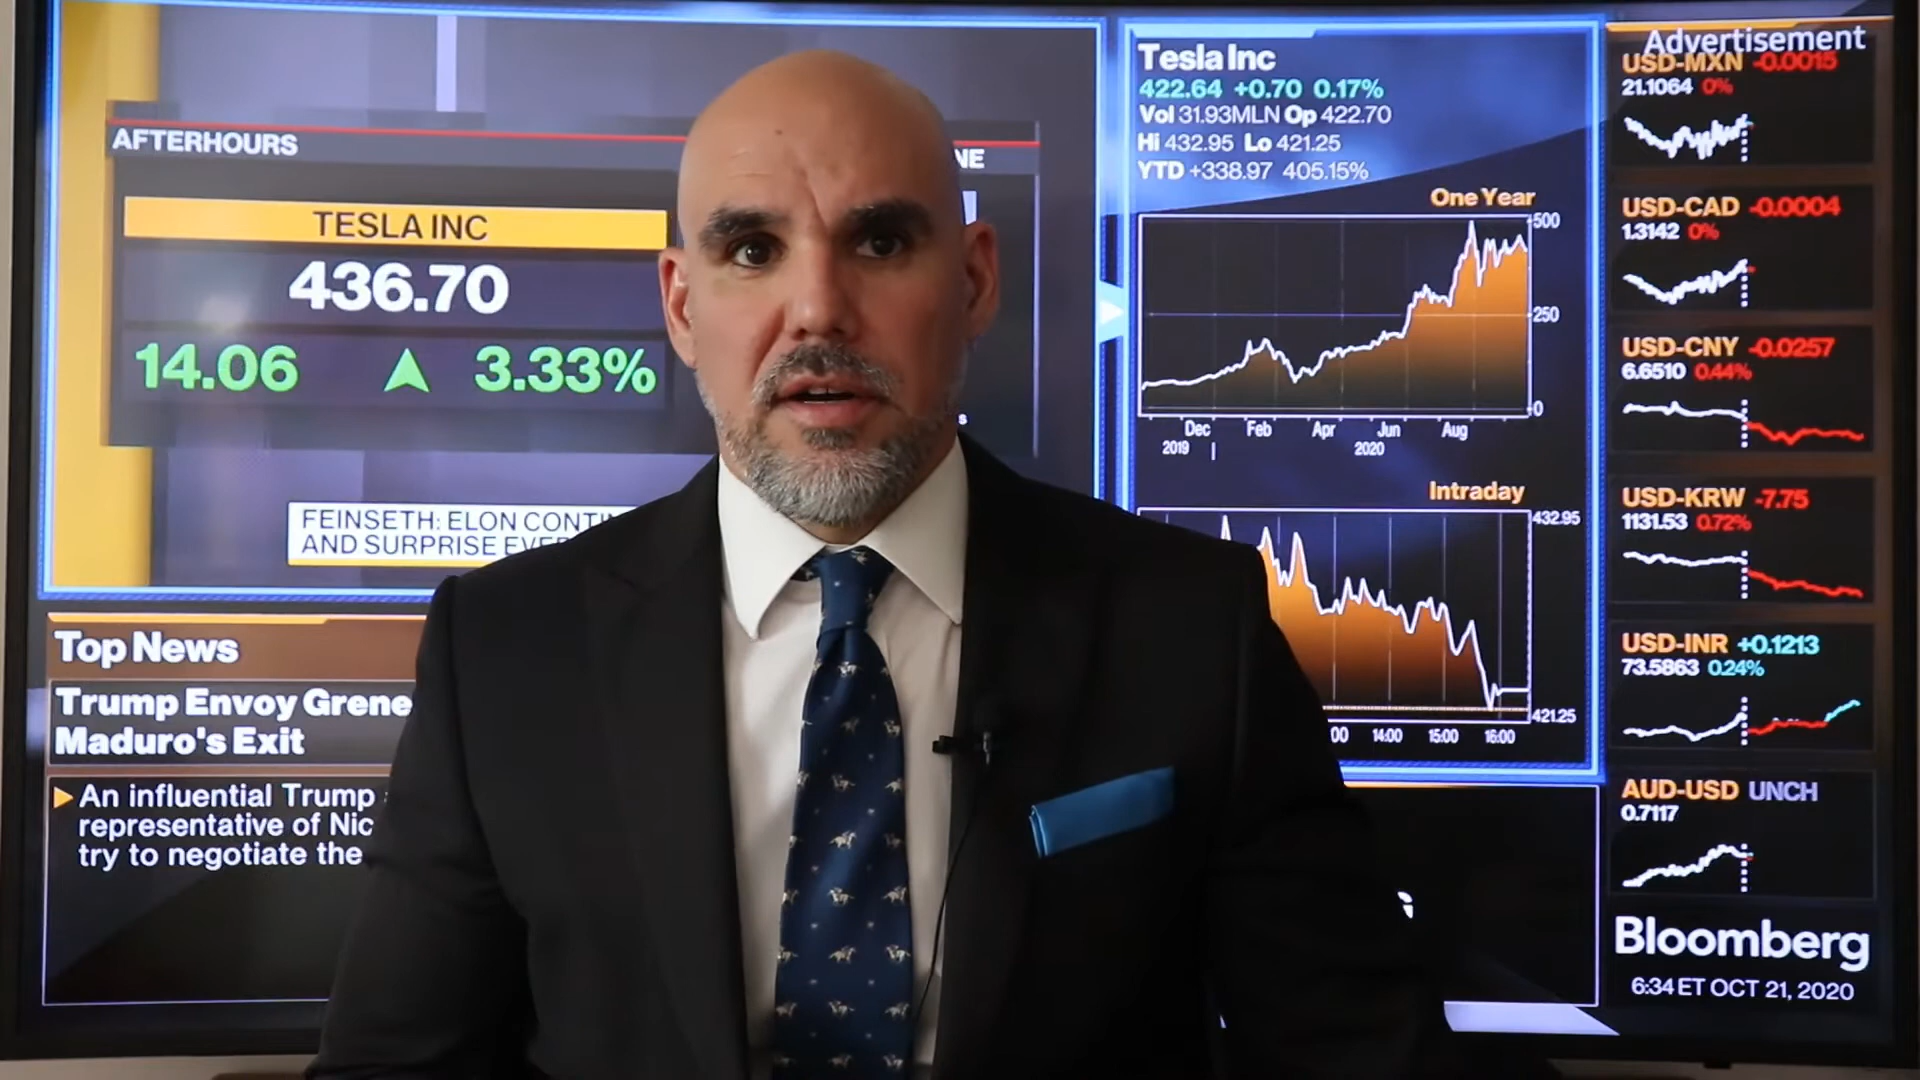 AFTERHOURS
NE
TESLA INC
436.70
14.06 3.33%
s
FEINSETH: ELON CONTIN
AND SURPRISE EVE
Top News
Trump Envoy Grene
Maduro's Exit
An influential Trump
representative of Nic
try to negotiate the
Tesla Inc
422.64 +0.70 0.17%
Vol 31.93MLN Op 422.70
Hi 432.95 Lo 421.25
YTD +338.97 405.15%
One Year
500
250
0
Dec Feb Apr Jun Aug
2019 2020
Intraday
432.95
421.25
00 14:00 15:00 16:00
Advertisement
USD-MXN -0.0015
21.1064 0%
USD-CAD -0.0004
1.3142 0%
USD-CNY -0.0257
6.6510 0.44%
USD-KRW -7.75
1131.53 0.72%
USD-INR +0.1213
73.5863 0.24%
AUD-USD UNCH
0.7117
Bloomberg
6:34 ET OCT 21, 2020